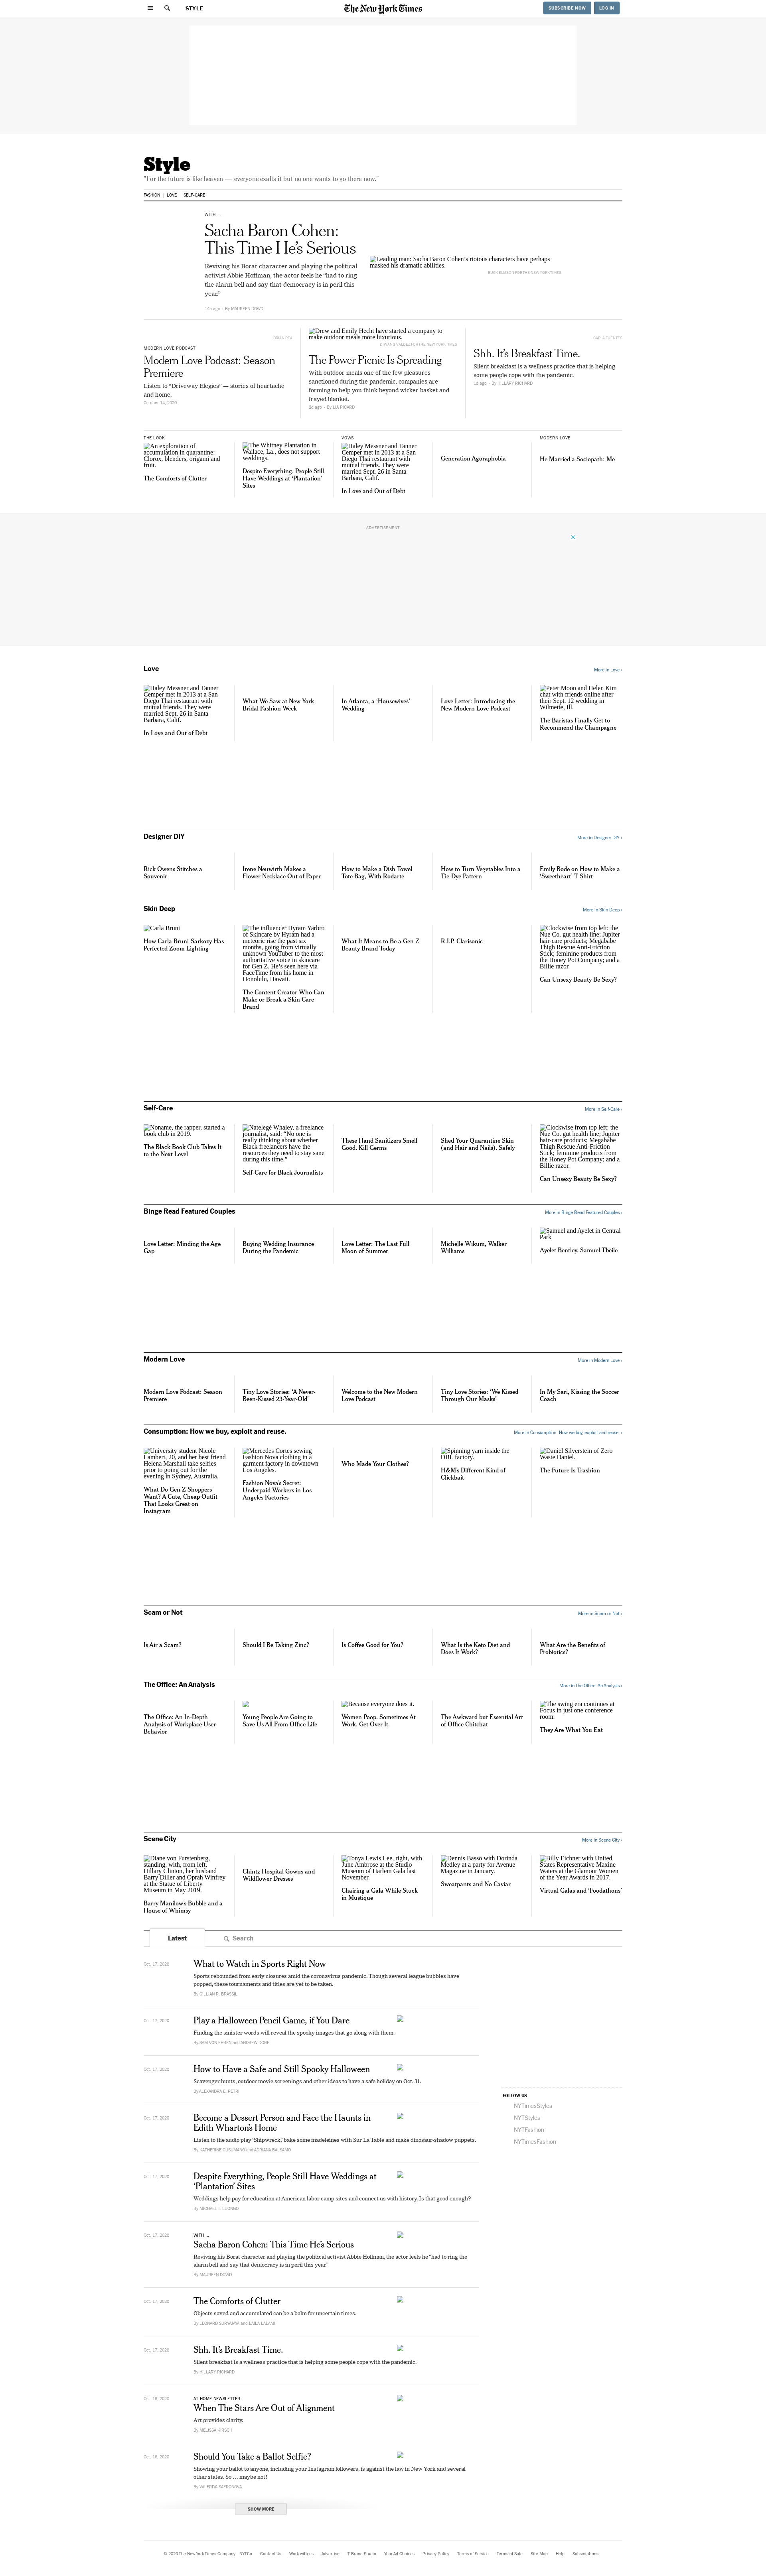 STYLE
The New York Times
SUBSCRIBE NOW
LOG IN
Style
"For the future is like heaven — everyone exalts it but no one wants to go there now."
FASHION
LOVE
SELF-CARE
WITH ...
Sacha Baron Cohen:
This Time He's Serious
Reviving his Borat character and playing the political
activist Abbie Hoffman, the actor feels he "had to ring
the alarm bell and say that democracy is in peril this
year."
14h ago · By MAUREEN DOWD
Leading man: Sacha Baron Cohen's riotous characters have perhaps
masked his dramatic abilities.
BRIAN REA
MODERN LOVE PODCAST
Modern Love Podcast: Season
Premiere
Listen to "Driveway Elegies" — stories of heartache
and home.
October 14, 2020
Drew and Emily Hecht have started a company to
make outdoor meals more luxurious.
The Power Picnic Is Spreading
With outdoor meals one of the few pleasures
sanctioned during the pandemic, companies are
forming to help you think beyond wicker basket and
frayed blanket.
2d ago · By LIA PICARD
Shh. It's Breakfast Time.
Silent breakfast is a wellness practice that is helping
some people cope with the pandemic.
1d ago · By HILLARY RICHARD
THE LOOK
An exploration of
accumulation in quarantine:
Clorox, blenders, origami and
fruit.
The Comforts of Clutter
The Whitney Plantation in
Wallace, La., does not support
weddings.
Despite Everything, People Still
Have Weddings at 'Plantation'
Sites
VOWS
Haley Messner and Tanner
Cemper met in 2013 at a San
Diego Thai restaurant with
mutual friends. They were
married Sept. 26 in Santa
Barbara, Calif.
In Love and Out of Debt
Generation Agoraphobia
MODERN LOVE
He Married a Sociopath: Me
ADVERTISEMENT
Love
More in Love ›
Haley Messner and Tanner
Cemper met in 2013 at a San
Diego Thai restaurant with
mutual friends. They were
married Sept. 26 in Santa
Barbara, Calif.
In Love and Out of Debt
What We Saw at New York
Bridal Fashion Week
In Atlanta, a 'Housewives'
Wedding
Love Letter: Introducing the
New Modern Love Podcast
Peter Moon and Helen Kim
chat with friends online after
their Sept. 12 wedding in
Wilmette, Ill.
The Baristas Finally Get to
Recommend the Champagne
Designer DIY
More in Designer DIY ›
Rick Owens Stitches a
Souvenir
Irene Neuwirth Makes a
Flower Necklace Out of Paper
How to Make a Dish Towel
Tote Bag, With Rodarte
How to Turn Vegetables Into a
Tie-Dye Pattern
Emily Bode on How to Make a
'Sweetheart' T-Shirt
Skin Deep
More in Skin Deep ›
Carla Bruni
How Carla Bruni-Sarkozy Has
Perfected Zoom Lighting
The influencer Hyram Yarbro
of Skincare by Hyram had a
meteroric rise the past six
months, going from virtually
unknown YouTuber to the most
authoritative voice in skincare
for Gen Z. He's seen here via
FaceTime from his home in
Honolulu, Hawaii.
The Content Creator Who Can
Make or Break a Skin Care
Brand
What It Means to Be a Gen Z
Beauty Brand Today
R.I.P. Clarisonic
Clockwise from top left: the
Nue Co. gut health line; Jupiter
hair-care products; Megababe
Thigh Rescue Anti-Friction
Stick; feminine products from
the Honey Pot Company; and a
Billie razor.
Can Unsexy Beauty Be Sexy?
Self-Care
More in Self-Care ›
Noname, the rapper, started a
book club in 2019.
The Black Book Club Takes It
to the Next Level
Natelegé Whaley, a freelance
journalist, said: "No one is
really thinking about whether
Black freelancers have the
resources they need to stay sane
during this time."
Self-Care for Black Journalists
These Hand Sanitizers Smell
Good, Kill Germs
Shed Your Quarantine Skin
(and Hair and Nails), Safely
Clockwise from top left: the
Nue Co. gut health line; Jupiter
hair-care products; Megababe
Thigh Rescue Anti-Friction
Stick; feminine products from
the Honey Pot Company; and a
Billie razor.
Can Unsexy Beauty Be Sexy?
Binge Read Featured Couples
More in Binge Read Featured Couples ›
Love Letter: Minding the Age
Gap
Buying Wedding Insurance
During the Pandemic
Love Letter: The Last Full
Moon of Summer
Michelle Wikum, Walker
Williams
Samuel and Ayelet in Central
Park
Ayelet Bentley, Samuel Tbeile
Modern Love
More in Modern Love ›
Modern Love Podcast: Season
Premiere
Tiny Love Stories: 'A Never-
Been-Kissed 23-Year-Old'
Welcome to the New Modern
Love Podcast
Tiny Love Stories: 'We Kissed
Through Our Masks'
In My Sari, Kissing the Soccer
Coach
Consumption: How we buy, exploit and reuse.
More in Consumption: How we buy, exploit and reuse. ›
University student Nicole
Lambert, 20, and her best friend
Helena Marshall take selfies
prior to going out for the
evening in Sydney, Australia.
What Do Gen Z Shoppers
Want? A Cute, Cheap Outfit
That Looks Great on
Instagram
Mercedes Cortes sewing
Fashion Nova clothing in a
garment factory in downtown
Los Angeles.
Fashion Nova's Secret:
Underpaid Workers in Los
Angeles Factories
Who Made Your Clothes?
Spinning yarn inside the
DBL factory.
H&M's Different Kind of
Clickbait
Daniel Silverstein of Zero
Waste Daniel.
The Future Is Trashion
Scam or Not
More in Scam or Not ›
Is Air a Scam?
Should I Be Taking Zinc?
Is Coffee Good for You?
What Is the Keto Diet and
Does It Work?
What Are the Benefits of
Probiotics?
The Office: An Analysis
More in The Office: An Analysis ›
The Office: An In-Depth
Analysis of Workplace User
Behavior
Young People Are Going to
Save Us All From Office Life
Because everyone does it.
Women Poop. Sometimes At
Work. Get Over It.
The Awkward but Essential Art
of Office Chitchat
The swing era continues at
Focus in just one conference
room.
They Are What You Eat
Scene City
More in Scene City ›
Diane von Furstenberg,
standing, with, from left,
Hillary Clinton, her husband
Barry Diller and Oprah Winfrey
at the Statue of Liberty
Museum in May 2019.
Barry Manilow's Bubble and a
House of Whimsy
Chintz Hospital Gowns and
Wildflower Dresses
Tonya Lewis Lee, right, with
June Ambrose at the Studio
Museum of Harlem Gala last
November.
Chairing a Gala While Stuck
in Mustique
Dennis Basso with Dorinda
Medley at a party for Avenue
Magazine in January.
Sweatpants and No Caviar
Billy Eichner with United
States Representative Maxine
Waters at the Glamour Women
of the Year Awards in 2017.
Virtual Galas and 'Foodathons'
Latest
Search
Oct. 17, 2020
What to Watch in Sports Right Now
Sports rebounded from early closures amid the coronavirus pandemic. Though several league bubbles have
popped, these tournaments and titles are yet to be taken.
By GILLIAN R. BRASSIL
Oct. 17, 2020
Play a Halloween Pencil Game, if You Dare
Finding the sinister words will reveal the spooky images that go along with them.
By SAM VON EHREN and ANDREW SORE
Oct. 17, 2020
How to Have a Safe and Still Spooky Halloween
Scavenger hunts, outdoor movie screenings and other ideas to have a safe holiday on Oct. 31.
By ALEXANDRA E. PETRI
Oct. 17, 2020
Become a Dessert Person and Face the Haunts in
Edith Wharton's Home
Listen to the audio play 'Shipwreck,' bake some madeleines with Sur La Table and make dinosaur-shadow puppets.
By KATHERINE CUSUMANO and ADRIANA BALSAMO
Oct. 17, 2020
Despite Everything, People Still Have Weddings at
'Plantation' Sites
Weddings help pay for education at American labor camp sites and connect us with history. Is that good enough?
By MICHAEL T. LUONGO
Oct. 17, 2020
WITH ...
Sacha Baron Cohen: This Time He's Serious
Reviving his Borat character and playing the political activist Abbie Hoffman, the actor feels he "had to ring the
alarm bell and say that democracy is in peril this year."
By MAUREEN DOWD
Oct. 17, 2020
The Comforts of Clutter
Objects saved and accumulated can be a balm for uncertain times.
By LEONARD SURYAJAYA and LAILA LALAMI
Oct. 17, 2020
Shh. It's Breakfast Time.
Silent breakfast is a wellness practice that is helping some people cope with the pandemic.
By HILLARY RICHARD
Oct. 16, 2020
AT HOME NEWSLETTER
When The Stars Are Out of Alignment
Art provides clarity.
By MELISSA KIRSCH
Oct. 16, 2020
Should You Take a Ballot Selfie?
Showing your ballot to anyone, including your Instagram followers, is against the law in New York and several
other states. So … maybe not!
By VALERIYA SAFRONOVA
SHOW MORE
FOLLOW US
NYTimesStyles
NYTStyles
NYTFashion
NYTimesFashion
© 2020 The New York Times Company
NYTCo
Contact Us
Work with us
Advertise
T Brand Studio
Your Ad Choices
Privacy Policy
Terms of Service
Terms of Sale
Site Map
Help
Subscriptions